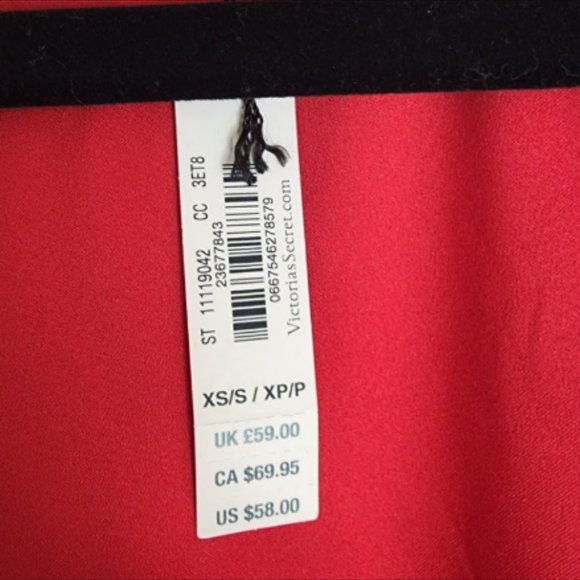 ST 11119042 CC 3ET8
23677843
0667546278579
VictoriasSecret.com
XS/S / XP/P
UK £59.00
CA $69.95
US $58.00